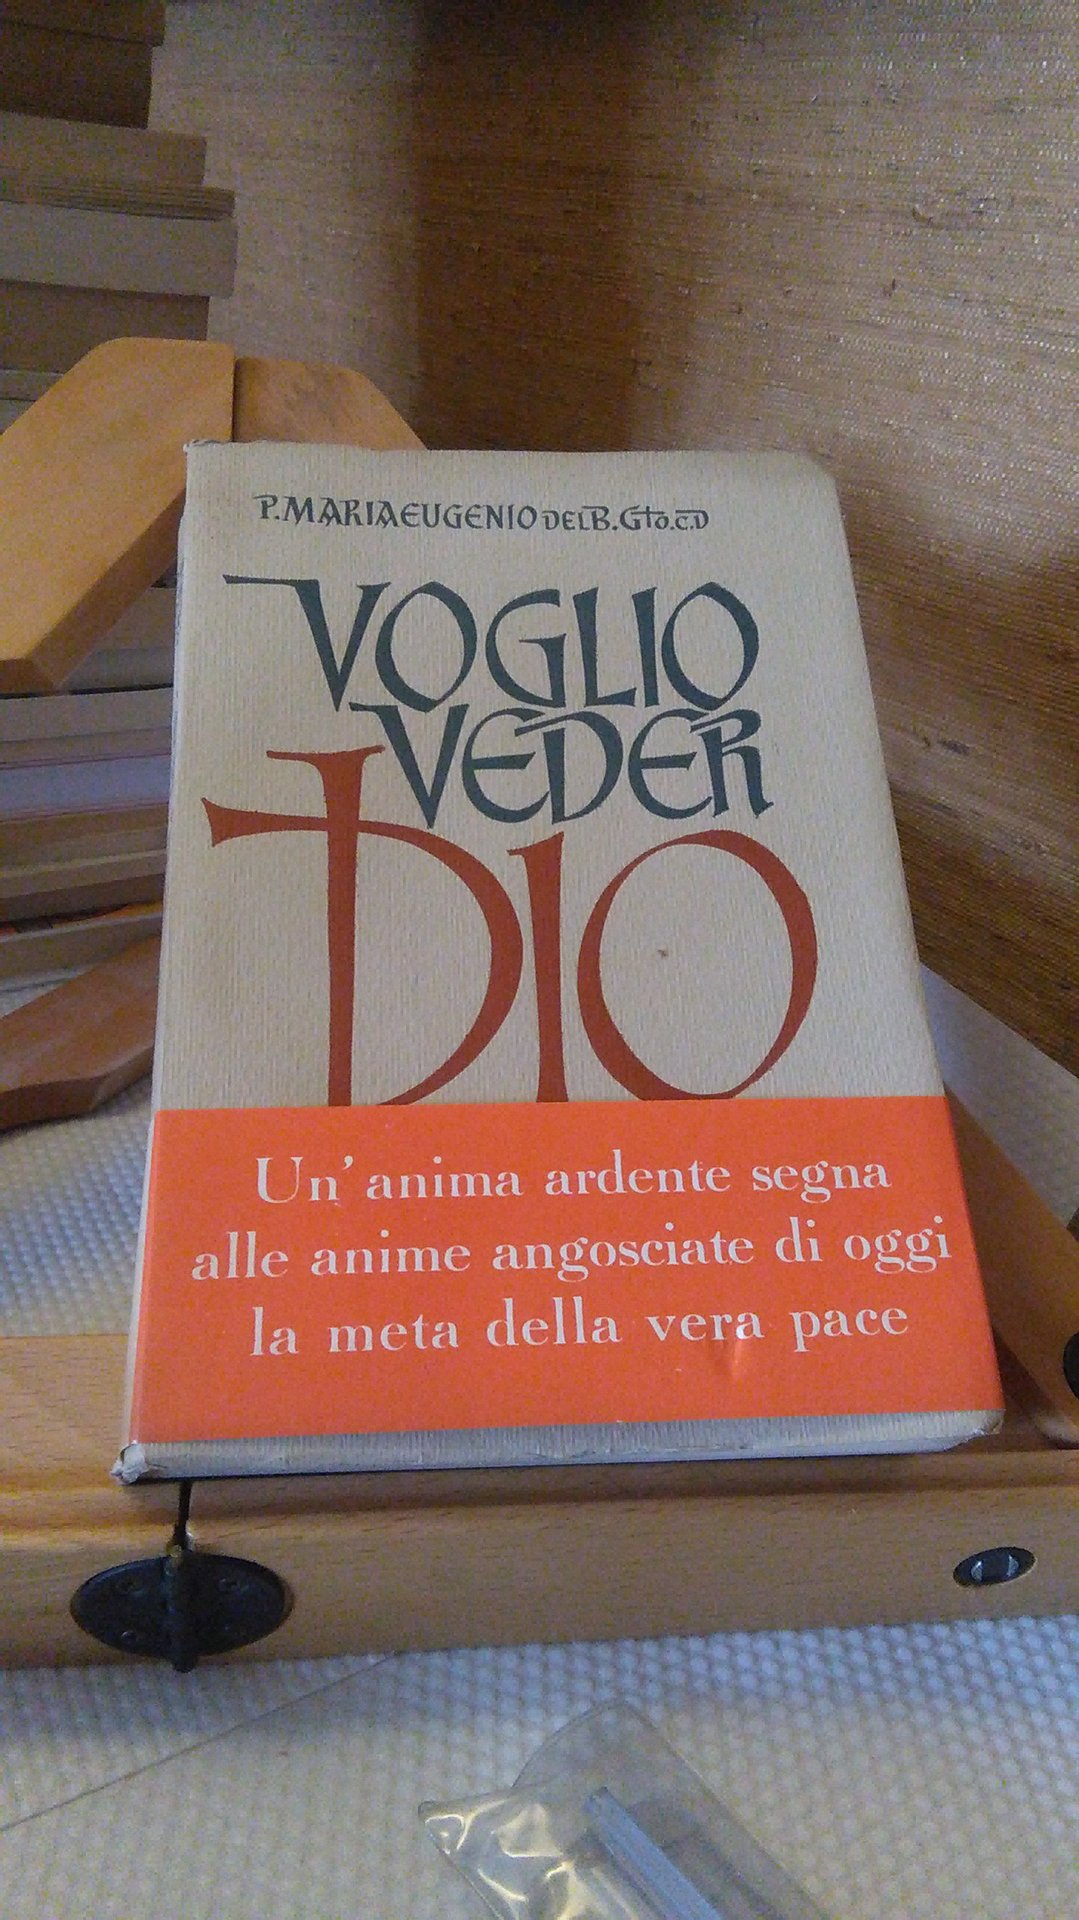 P. MARIA EUGENIO DEL B. G. O.C.D
VOGLIO
VEDER
DIO
Un'anima ardente segna
alle anime angosciate di oggi
la meta della vera pace